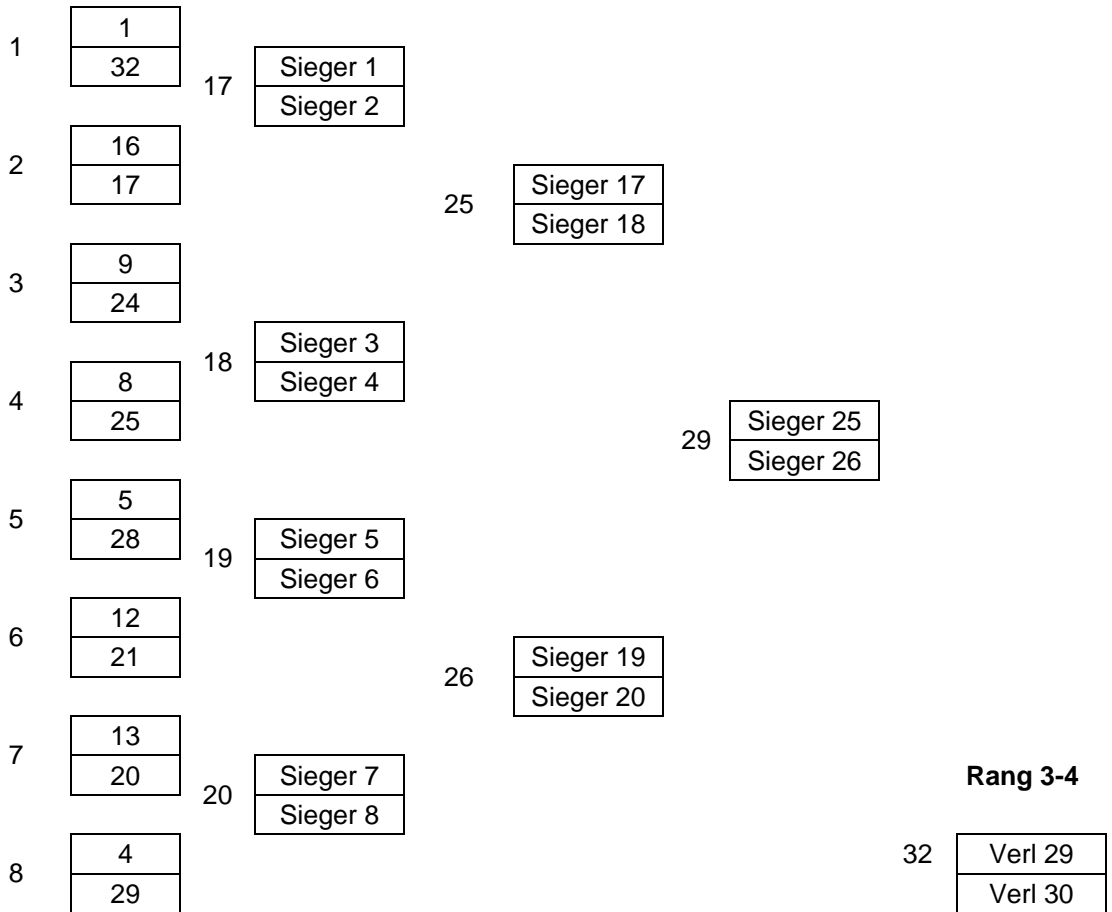 1
1
32
17
Sieger 1
Sieger 2
2
16
17
25
Sieger 17
Sieger 18
3
9
24
18
Sieger 3
Sieger 4
4
8
25
29
Sieger 25
Sieger 26
5
5
28
19
Sieger 5
Sieger 6
6
12
21
26
Sieger 19
Sieger 20
7
13
20
20
Sieger 7
Sieger 8
Rang 3-4
8
4
29
32
Verl 29
Verl 30